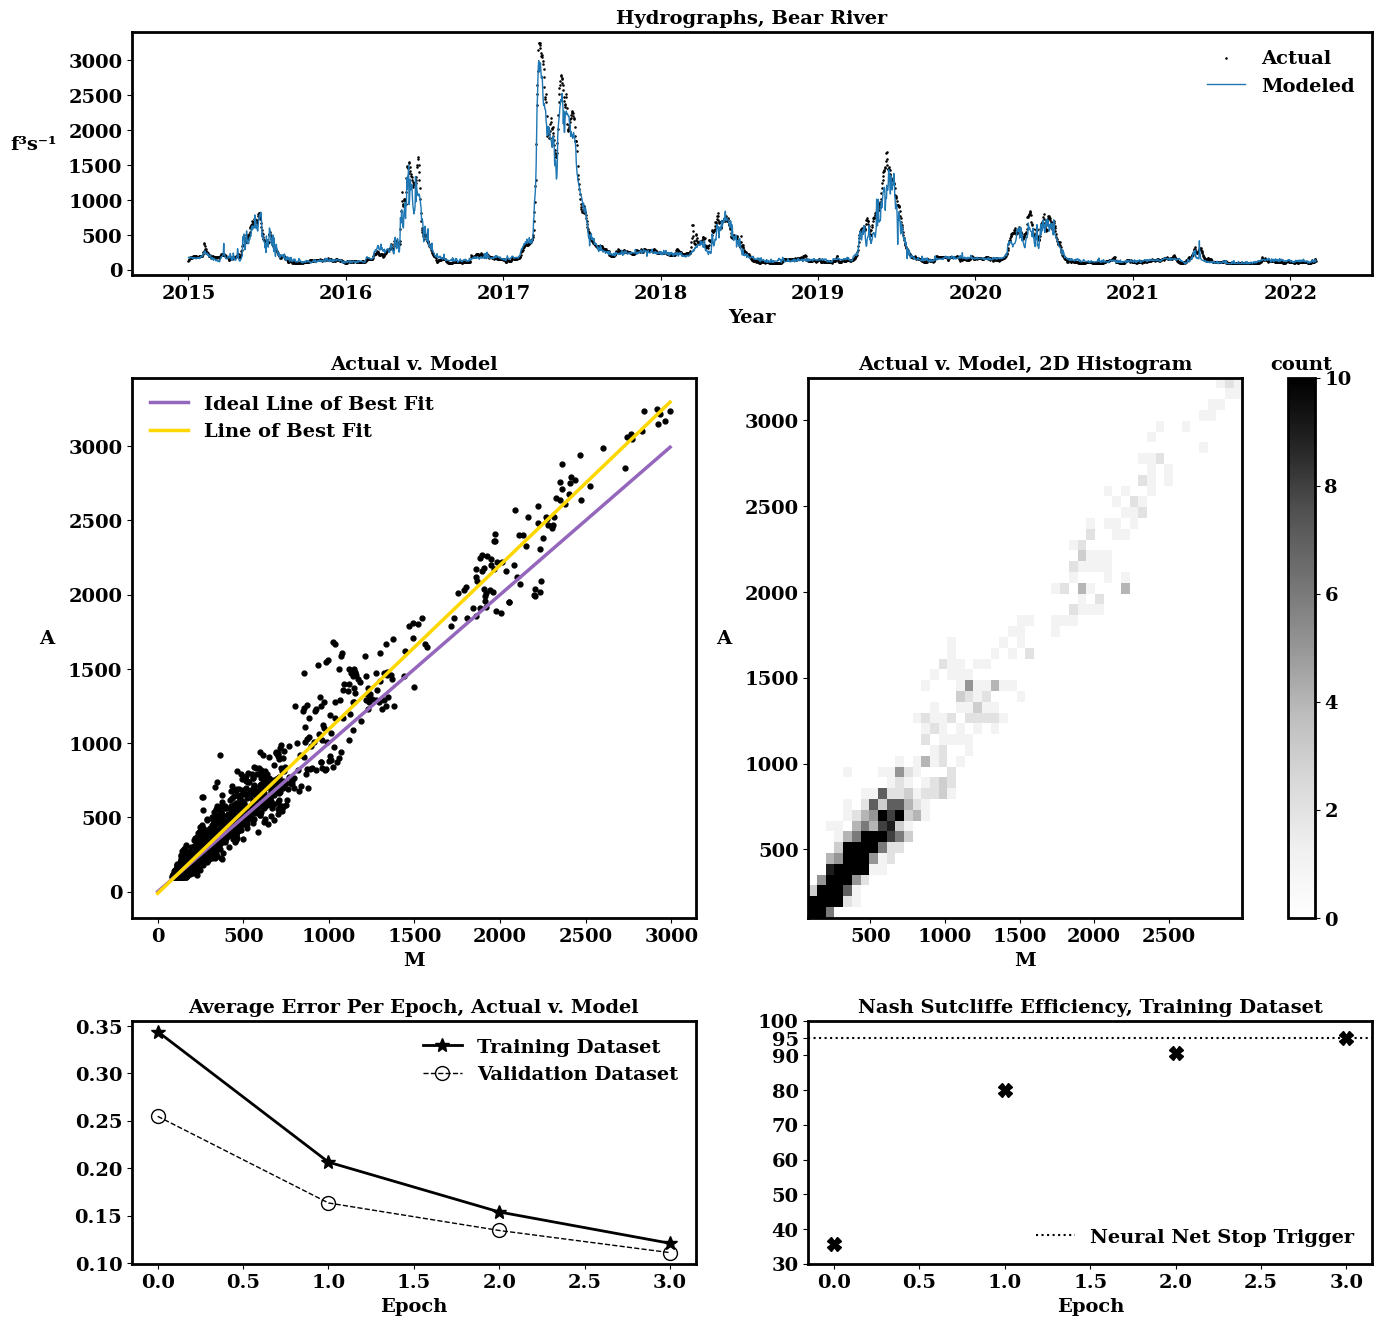 Hydrographs, Bear River
3000
2500
2000
1500
1000
500
0
f³s⁻¹
Actual
Modeled
2015 2016 2017 2018 2019 2020 2021 2022
Year
Actual v. Model
Ideal Line of Best Fit
Line of Best Fit
3000
2500
2000
1500
1000
500
0
A
0 500 1000 1500 2000 2500 3000
M
Actual v. Model, 2D Histogram
3000
2500
2000
1500
1000
500
A
500 1000 1500 2000 2500
M
count
10
8
6
4
2
0
Average Error Per Epoch, Actual v. Model
0.35
0.30
0.25
0.20
0.15
0.10
Training Dataset
Validation Dataset
0.0 0.5 1.0 1.5 2.0 2.5 3.0
Epoch
Nash Sutcliffe Efficiency, Training Dataset
100
95
90
80
70
60
50
40
30
Neural Net Stop Trigger
0.0 0.5 1.0 1.5 2.0 2.5 3.0
Epoch